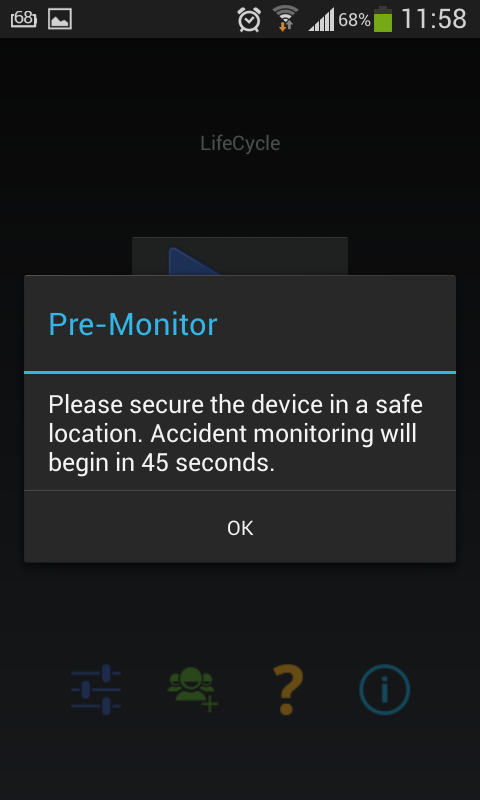 68 68% 11:58
LifeCycle
Pre-Monitor
Please secure the device in a safe
location. Accident monitoring will
begin in 45 seconds.
OK
?
i